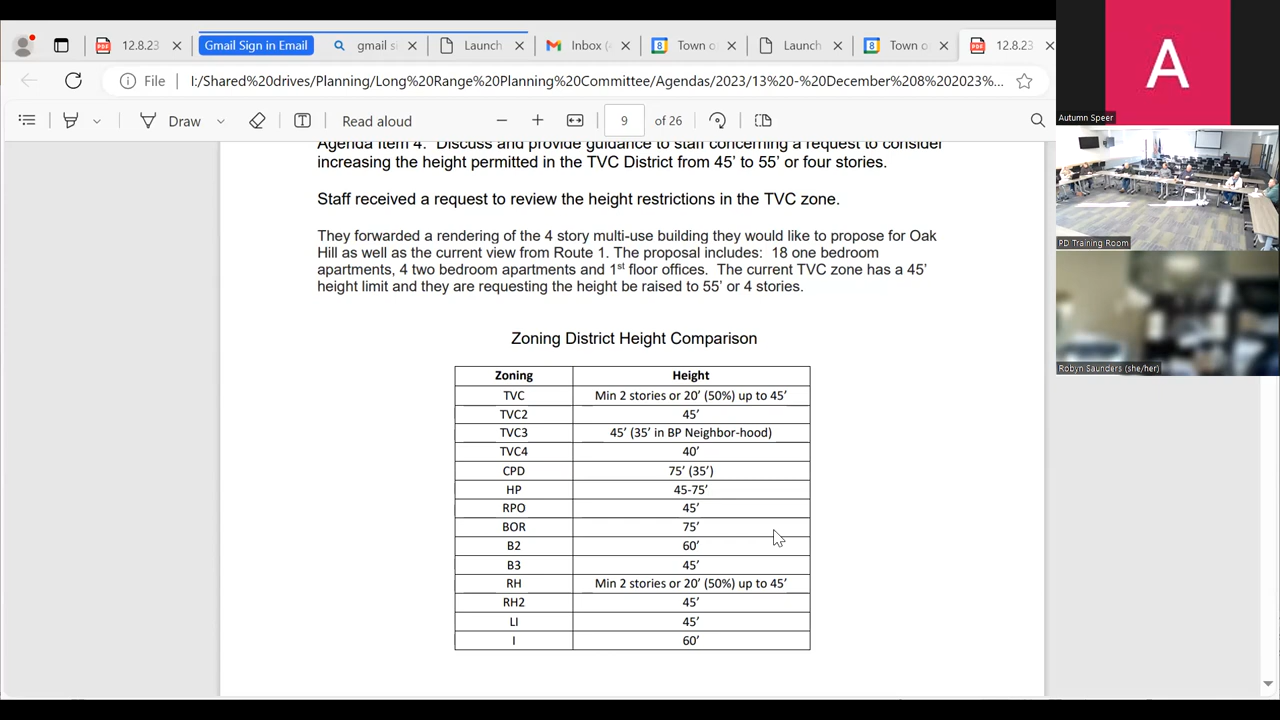 12.8.23
Gmail Sign in Email
gmail si
Launch
Inbox (4
Town o
Launch
Town o
12.8.23
File
I:/Shared%20drives/Planning/Long%20Range%20Planning%20Committee/Agendas/2023/13%20-%20December%208%202023%...
Draw
Read aloud
9
of 26
A
Autumn Speer
PD Training Room
Robyn Saunders (she/her)
Agenda Item 4. Discuss and provide guidance to staff concerning a request to consider
increasing the height permitted in the TVC District from 45' to 55' or four stories.
Staff received a request to review the height restrictions in the TVC zone.
They forwarded a rendering of the 4 story multi-use building they would like to propose for Oak
Hill as well as the current view from Route 1. The proposal includes: 18 one bedroom
apartments, 4 two bedroom apartments and 1st floor offices. The current TVC zone has a 45'
height limit and they are requesting the height be raised to 55' or 4 stories.
Zoning District Height Comparison
Zoning Height
TVC Min 2 stories or 20' (50%) up to 45'
TVC2 45'
TVC3 45' (35' in BP Neighbor-hood)
TVC4 40'
CPD 75' (35')
HP 45-75'
RPO 45'
BOR 75'
B2 60'
B3 45'
RH Min 2 stories or 20' (50%) up to 45'
RH2 45'
LI 45'
I 60'